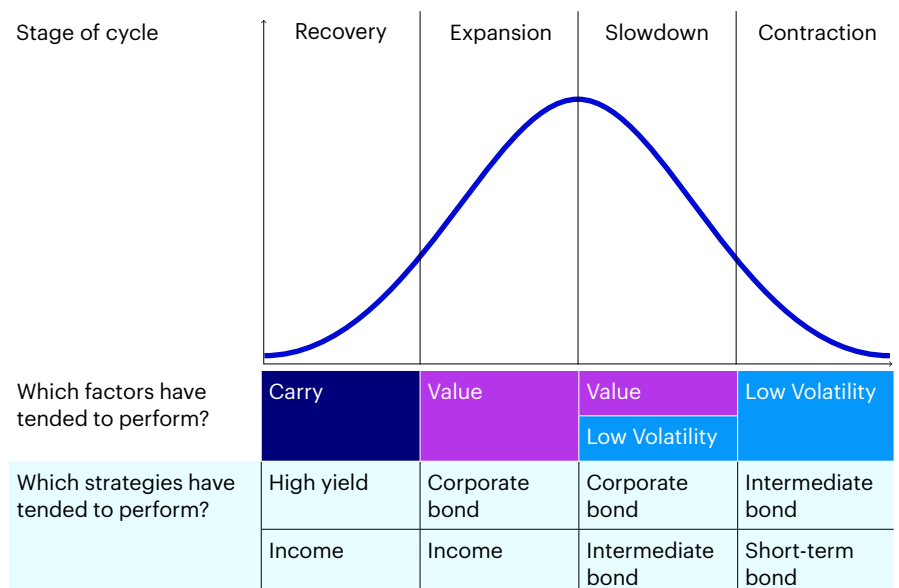 Stage of cycle
Recovery
Expansion
Slowdown
Contraction
Which factors have
tended to perform?
Carry
Value
Value
Low Volatility
Low Volatility
Which strategies have
tended to perform?
High yield
Corporate
bond
Corporate
bond
Intermediate
bond
Income
Income
Intermediate
bond
Short-term
bond